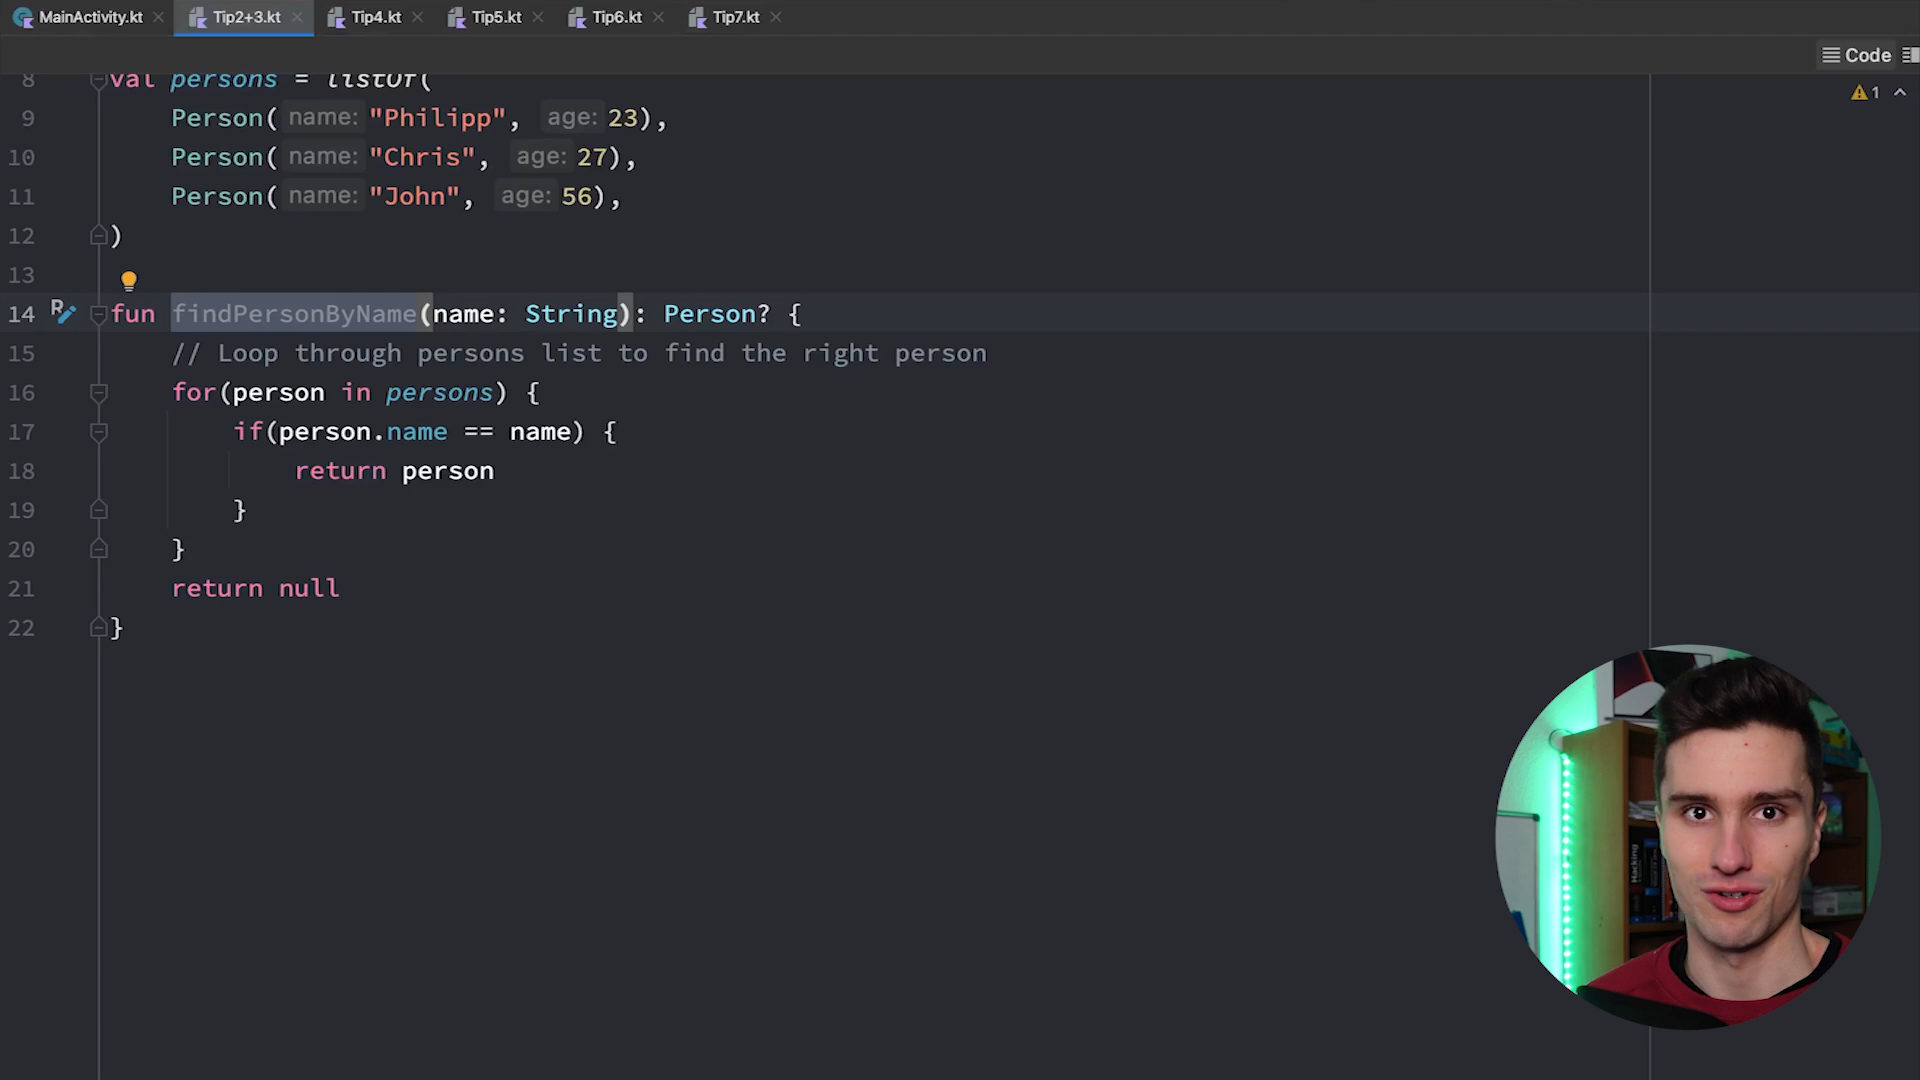 MainActivity.kt
Tip2+3.kt
Tip4.kt
Tip5.kt
Tip6.kt
Tip7.kt
Code
1
8 val persons = listOf(
9 Person( name: "Philipp", age: 23),
10 Person( name: "Chris", age: 27),
11 Person( name: "John", age: 56),
12 )
13
14 fun findPersonByName(name: String): Person? {
15 // Loop through persons list to find the right person
16 for(person in persons) {
17 if(person.name == name) {
18 return person
19 }
20 }
21 return null
22 }
Hacking